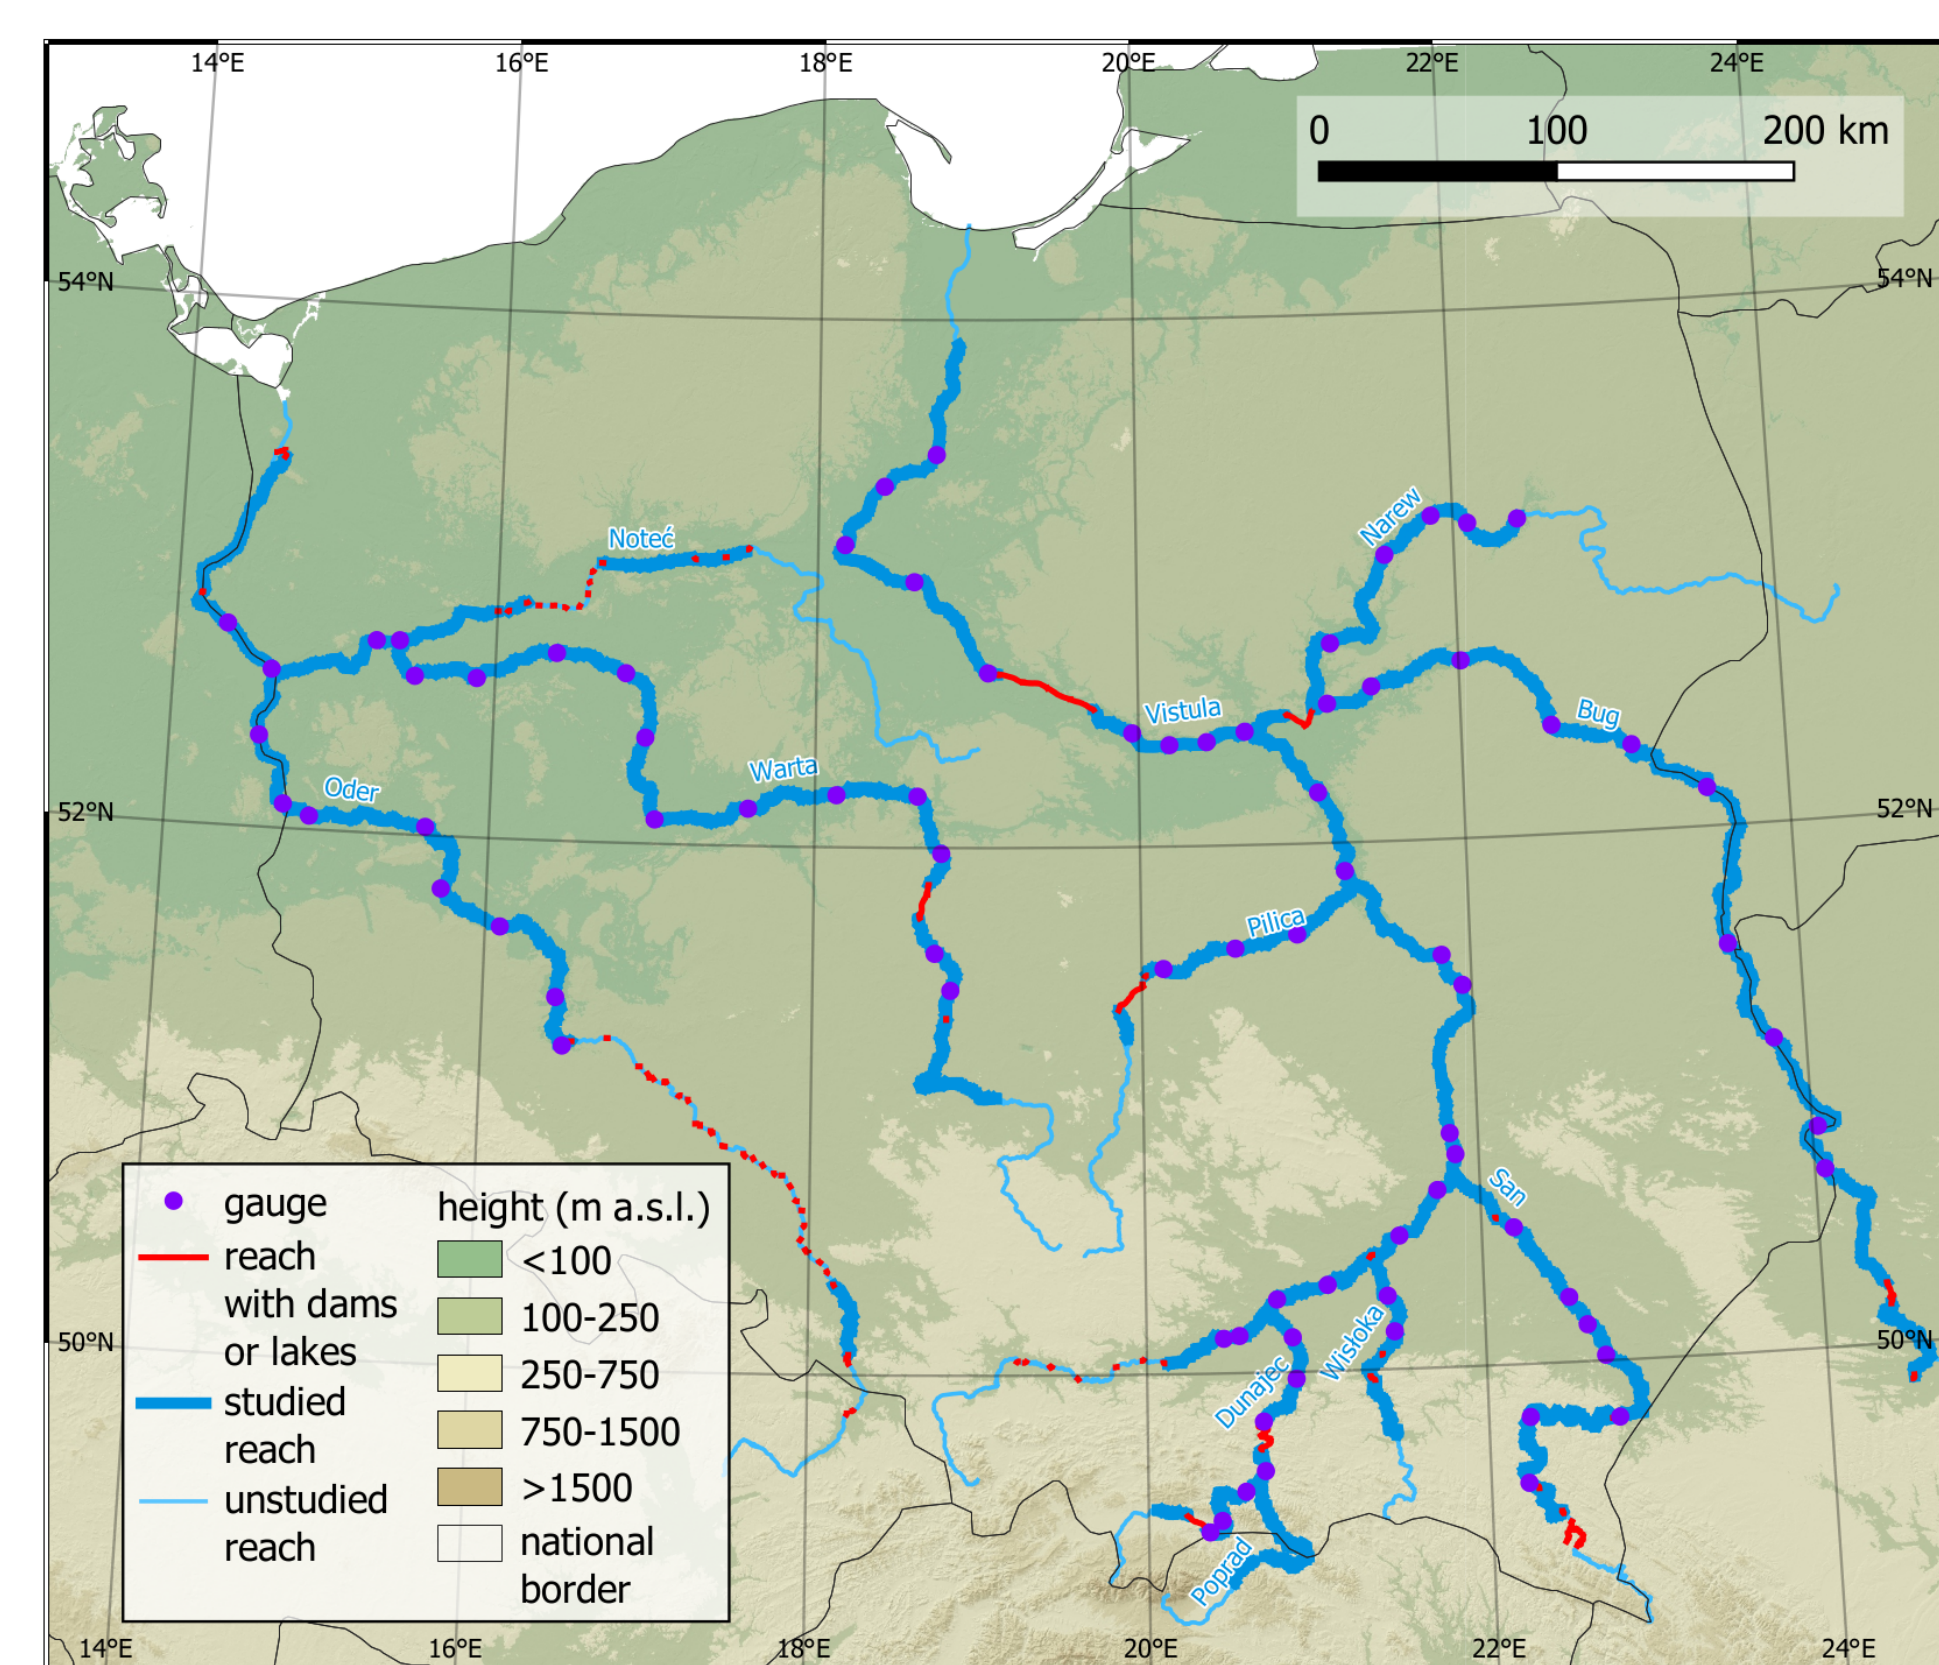 14°E 16°E 18°E 20°E 22°E 24°E
0 100 200 km
54°N 54°N
Narew
Noteć
Bug
Vistula
Warta
Oder
52°N 52°N
Pilica
San
50°N 50°N
Wisłoka
Dunajec
Poprad
gauge
reach
with dams
or lakes
studied
reach
unstudied
reach
height (m a.s.l.)
<100
100-250
250-750
750-1500
>1500
national
border
14°E 16°E 18°E 20°E 22°E 24°E